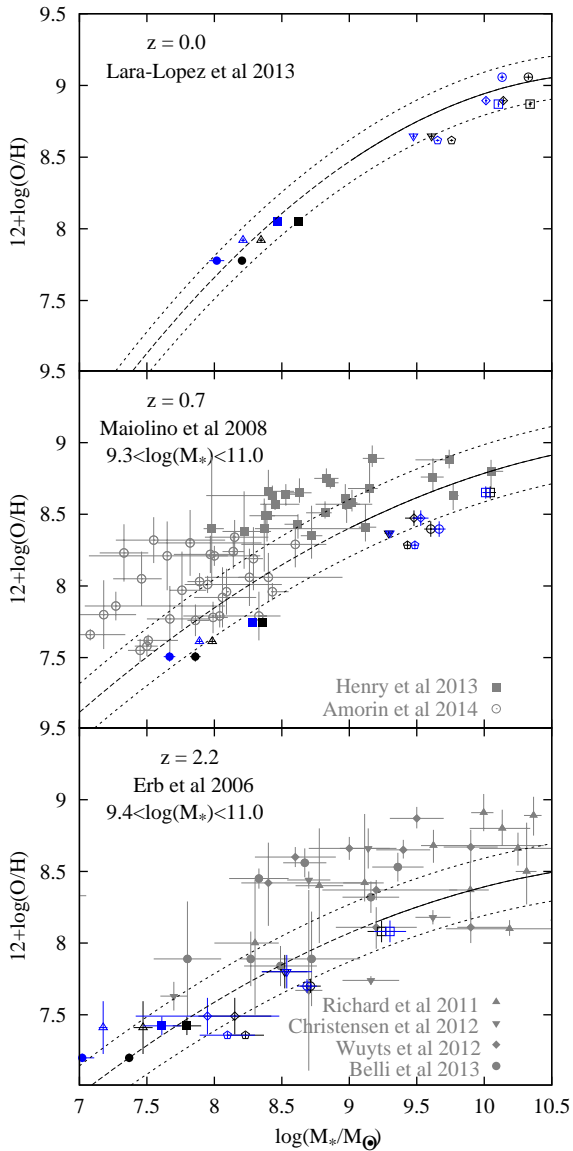 9.5
z = 0.0
Lara-Lopez et al 2013
9
8.5
12+log(O/H)
8
7.5
9.5
z = 0.7
Maiolino et al 2008
9.3<log(M*)<11.0
9
8.5
12+log(O/H)
8
7.5
Henry et al 2013
Amorin et al 2014
9.5
z = 2.2
Erb et al 2006
9.4<log(M*)<11.0
9
8.5
12+log(O/H)
8
7.5
Richard et al 2011
Christensen et al 2012
Wuyts et al 2012
Belli et al 2013
7 7.5 8 8.5 9 9.5 10 10.5
log(M*/M⊙)